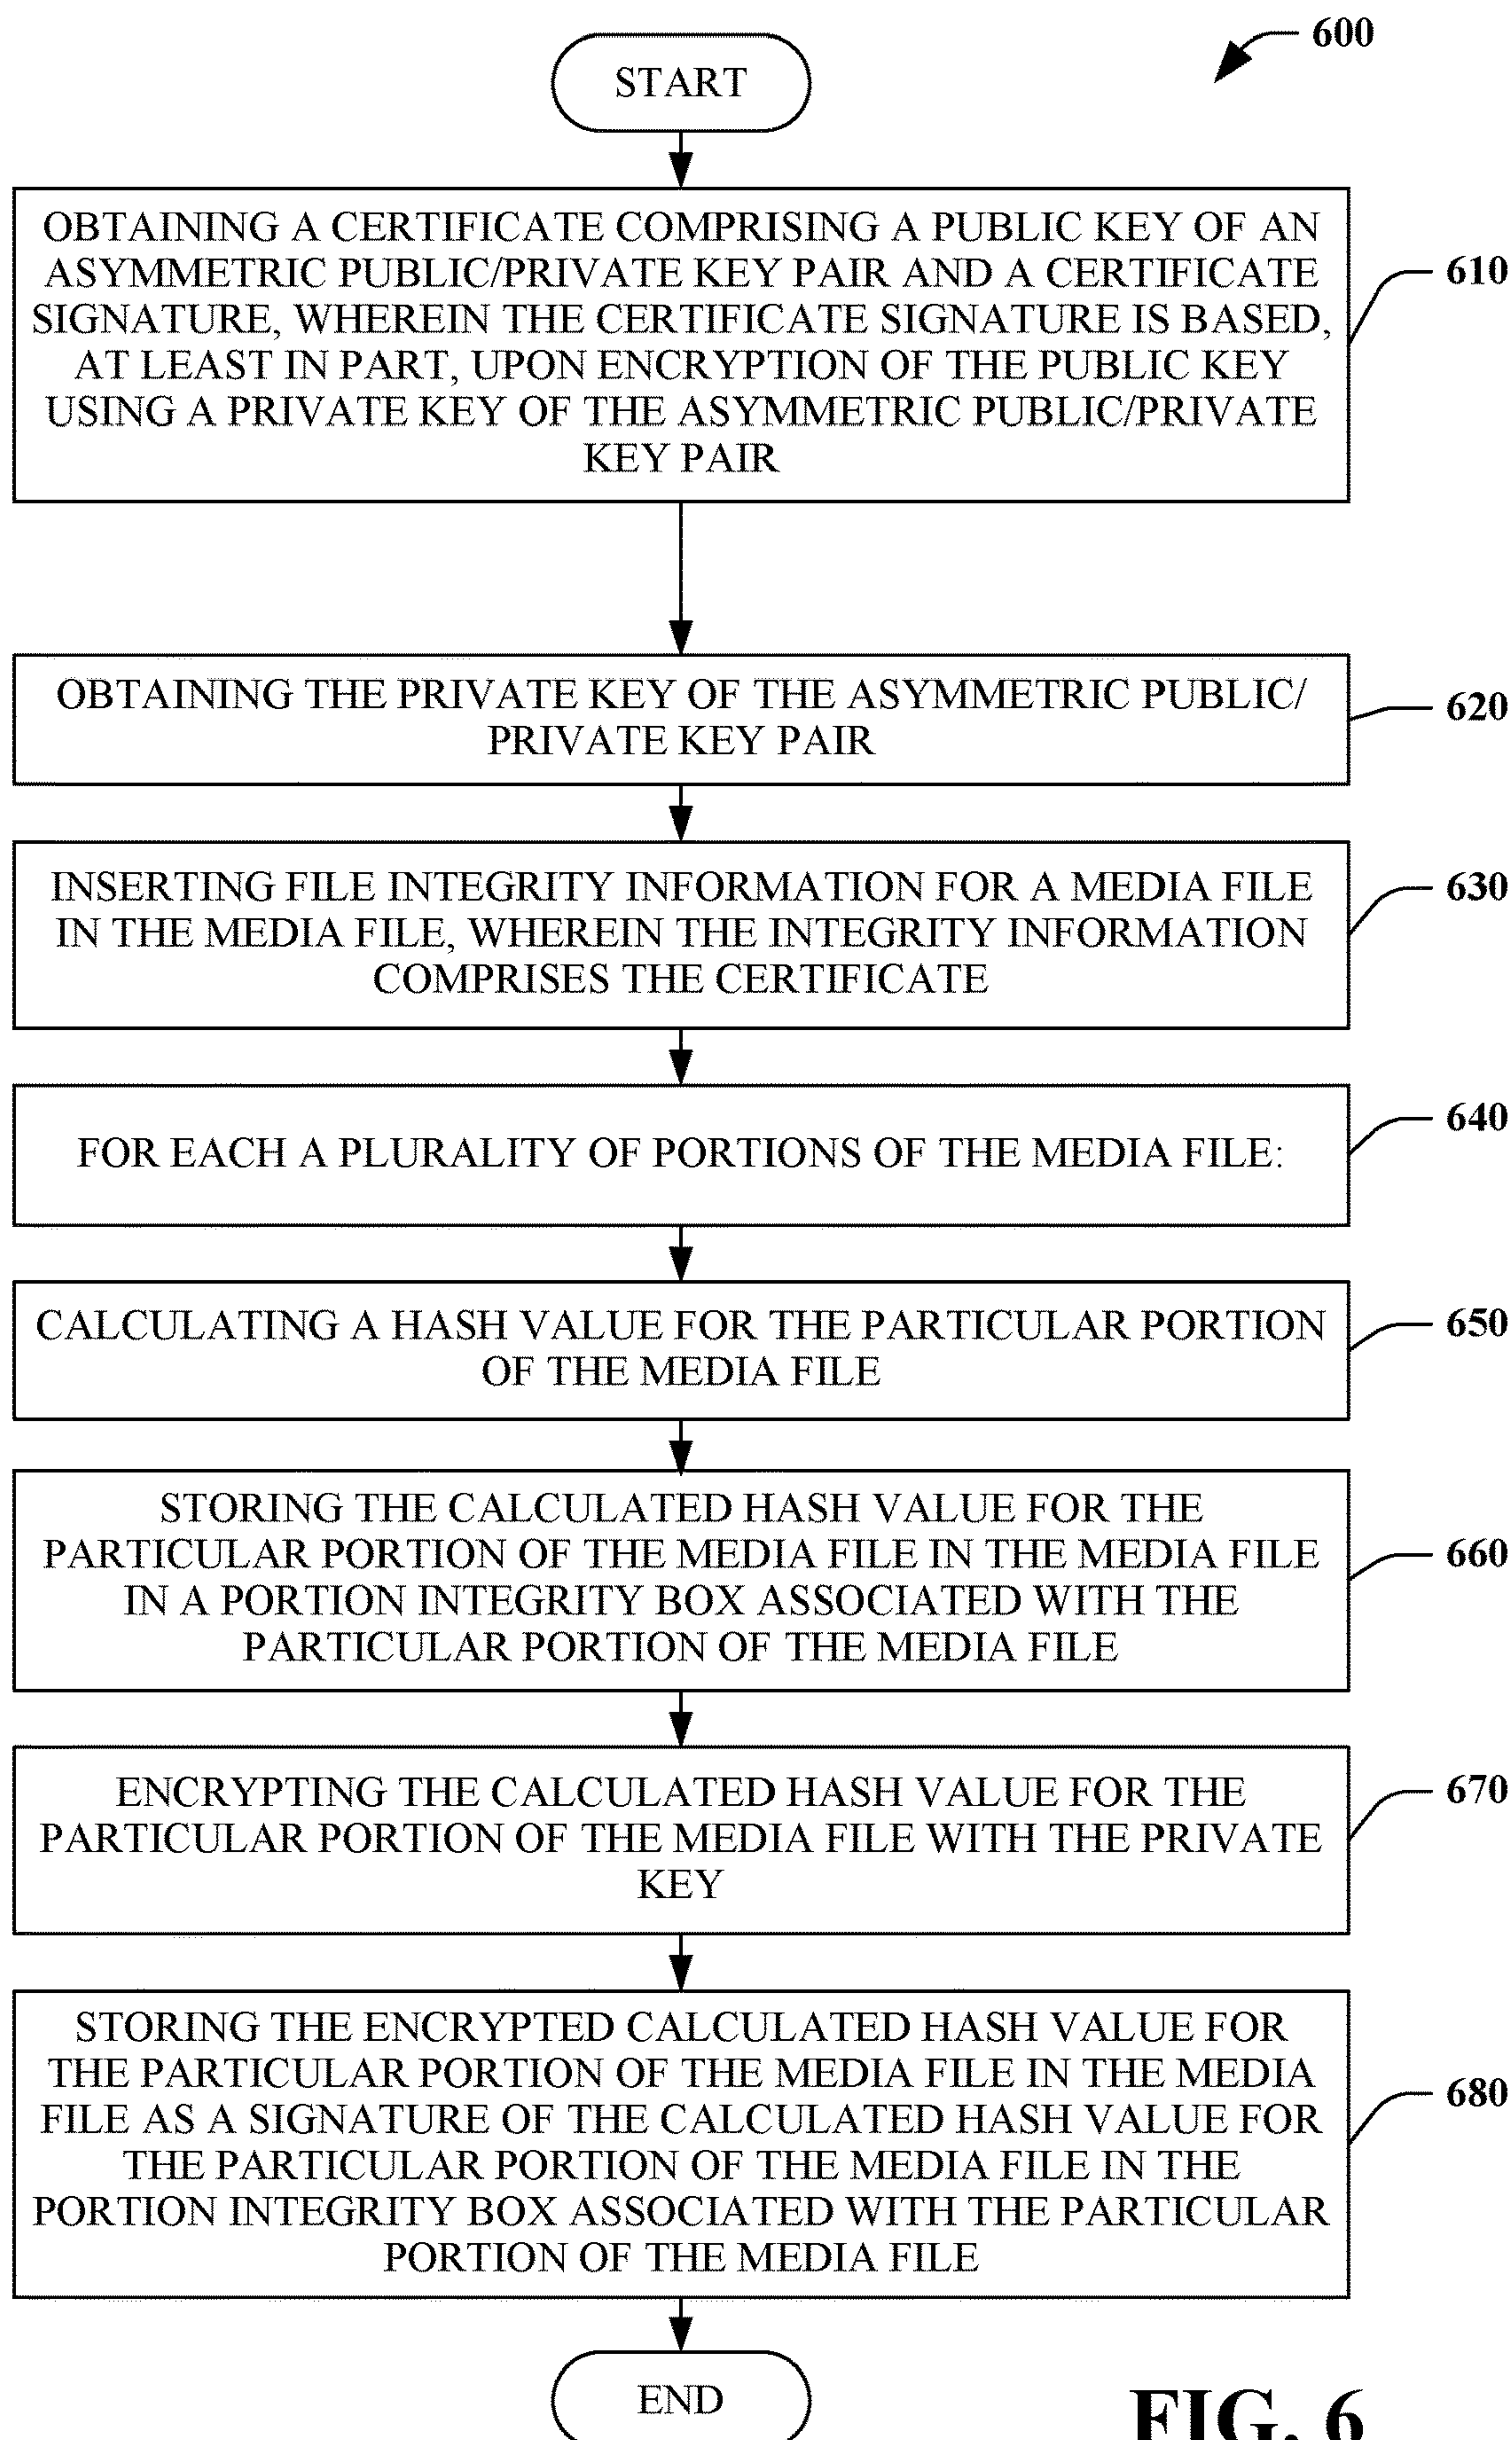 600
START
OBTAINING A CERTIFICATE COMPRISING A PUBLIC KEY OF AN
ASYMMETRIC PUBLIC/PRIVATE KEY PAIR AND A CERTIFICATE
SIGNATURE, WHEREIN THE CERTIFICATE SIGNATURE IS BASED,
AT LEAST IN PART, UPON ENCRYPTION OF THE PUBLIC KEY
USING A PRIVATE KEY OF THE ASYMMETRIC PUBLIC/PRIVATE
KEY PAIR
610
OBTAINING THE PRIVATE KEY OF THE ASYMMETRIC PUBLIC/
PRIVATE KEY PAIR
620
INSERTING FILE INTEGRITY INFORMATION FOR A MEDIA FILE
IN THE MEDIA FILE, WHEREIN THE INTEGRITY INFORMATION
COMPRISES THE CERTIFICATE
630
FOR EACH A PLURALITY OF PORTIONS OF THE MEDIA FILE:
640
CALCULATING A HASH VALUE FOR THE PARTICULAR PORTION
OF THE MEDIA FILE
650
STORING THE CALCULATED HASH VALUE FOR THE
PARTICULAR PORTION OF THE MEDIA FILE IN THE MEDIA FILE
IN A PORTION INTEGRITY BOX ASSOCIATED WITH THE
PARTICULAR PORTION OF THE MEDIA FILE
660
ENCRYPTING THE CALCULATED HASH VALUE FOR THE
PARTICULAR PORTION OF THE MEDIA FILE WITH THE PRIVATE
KEY
670
STORING THE ENCRYPTED CALCULATED HASH VALUE FOR
THE PARTICULAR PORTION OF THE MEDIA FILE IN THE MEDIA
FILE AS A SIGNATURE OF THE CALCULATED HASH VALUE FOR
THE PARTICULAR PORTION OF THE MEDIA FILE IN THE
PORTION INTEGRITY BOX ASSOCIATED WITH THE PARTICULAR
PORTION OF THE MEDIA FILE
680
END
FIG. 6